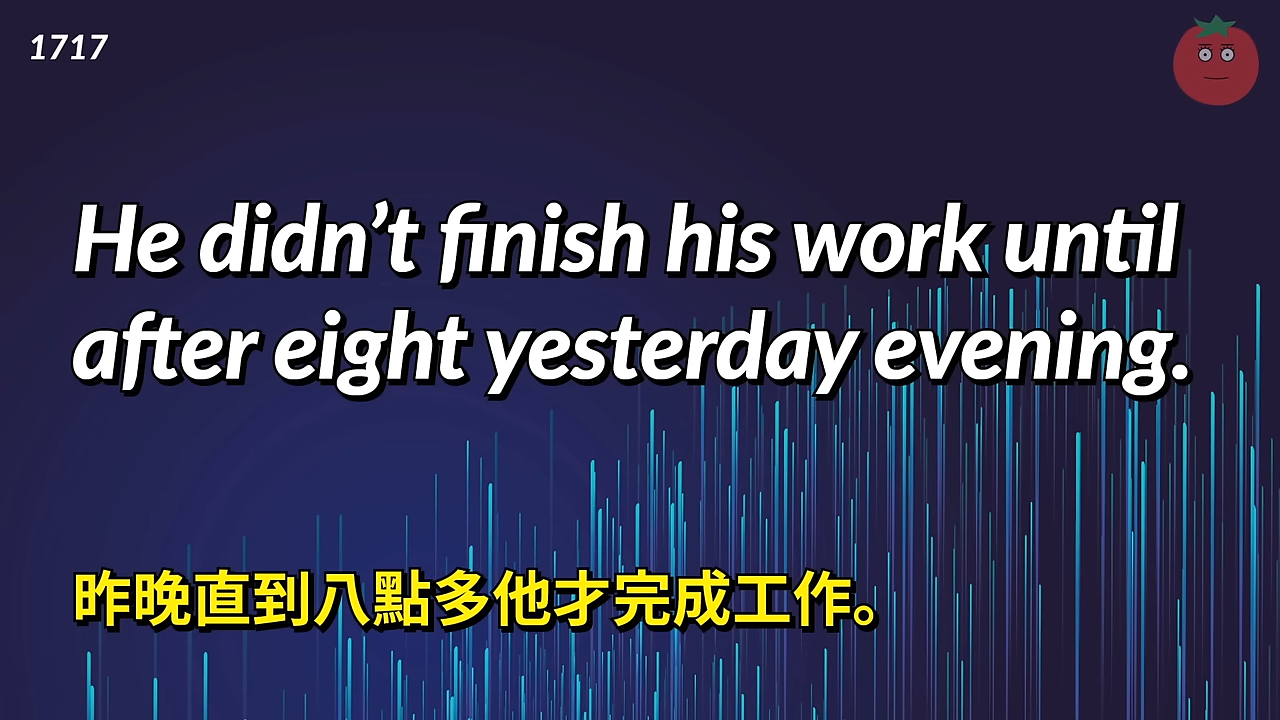 1717
He didn’t finish his work until
after eight yesterday evening.
昨晚直到八點多他才完成工作。